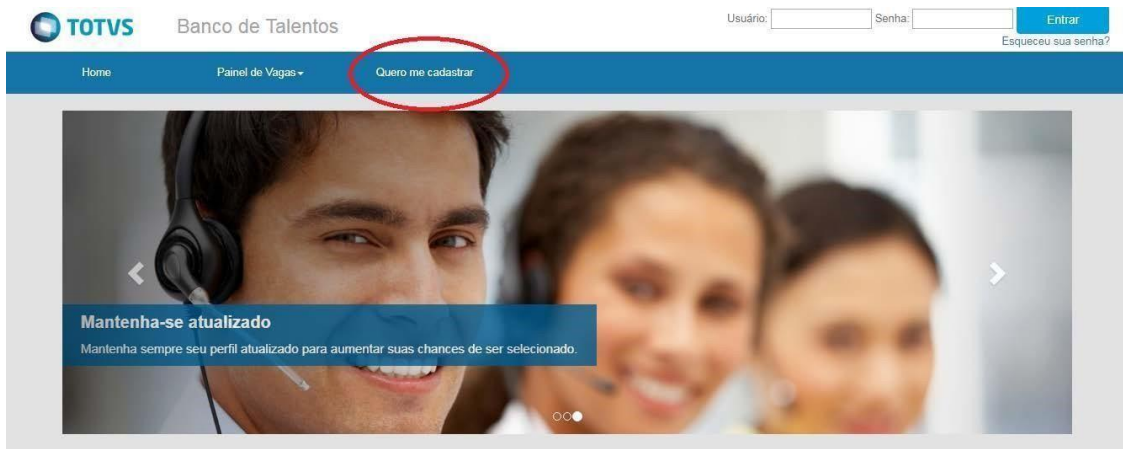 TOTVS Banco de Talentos Usuário: Senha: Entrar
Esqueceu sua senha?
Home Painel de Vagas Quero me cadastrar
Mantenha-se atualizado
Mantenha sempre seu perfil atualizado para aumentar suas chances de ser selecionado.